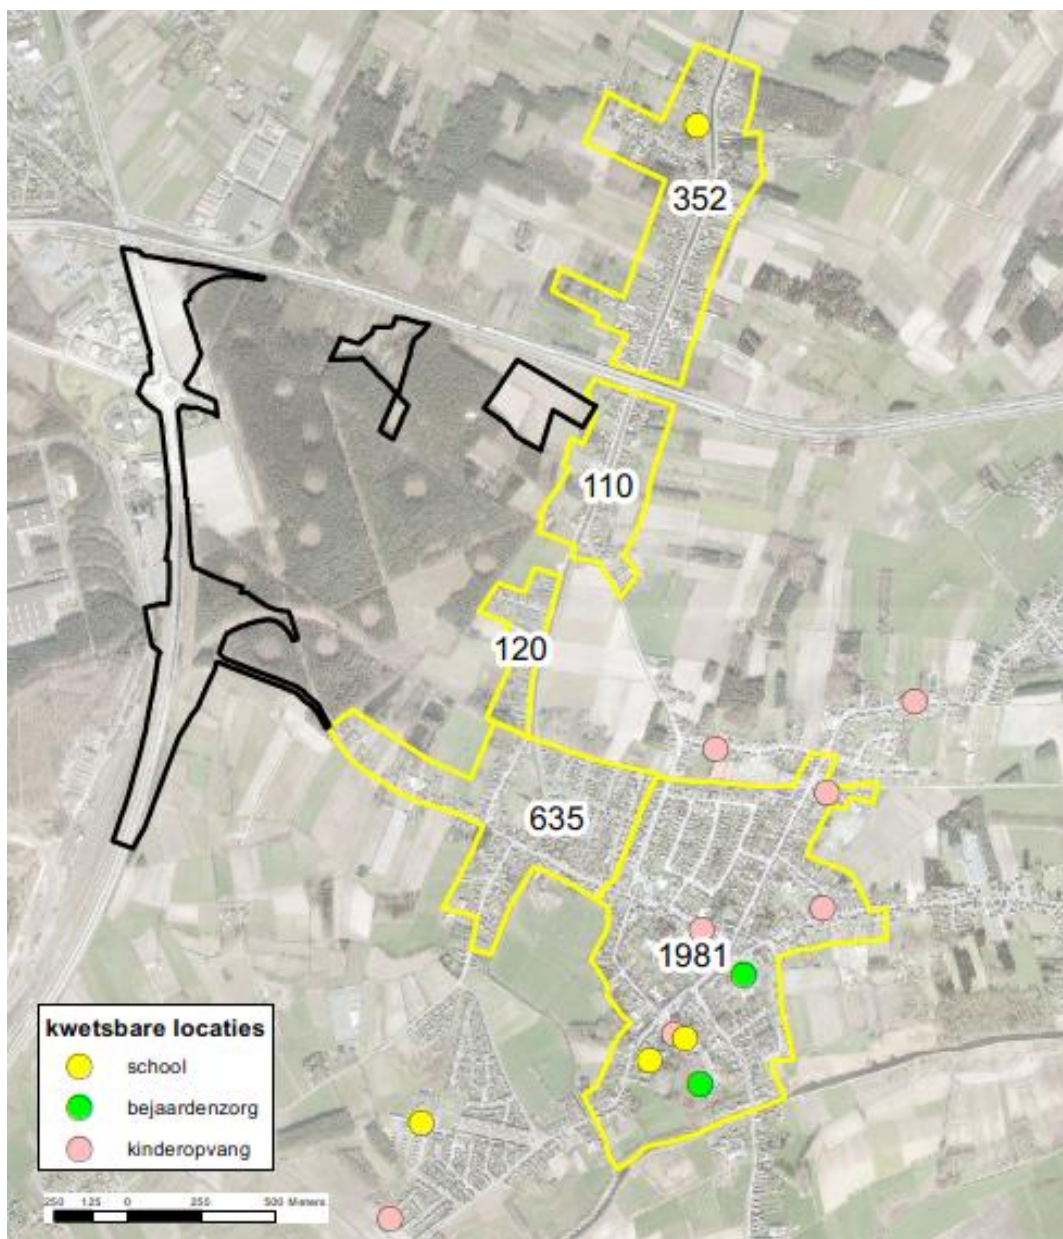 352
110
120
635
1981
kwetsbare locaties
school
bejaardenzorg
kinderopvang
250 125 0 250 500 Meters